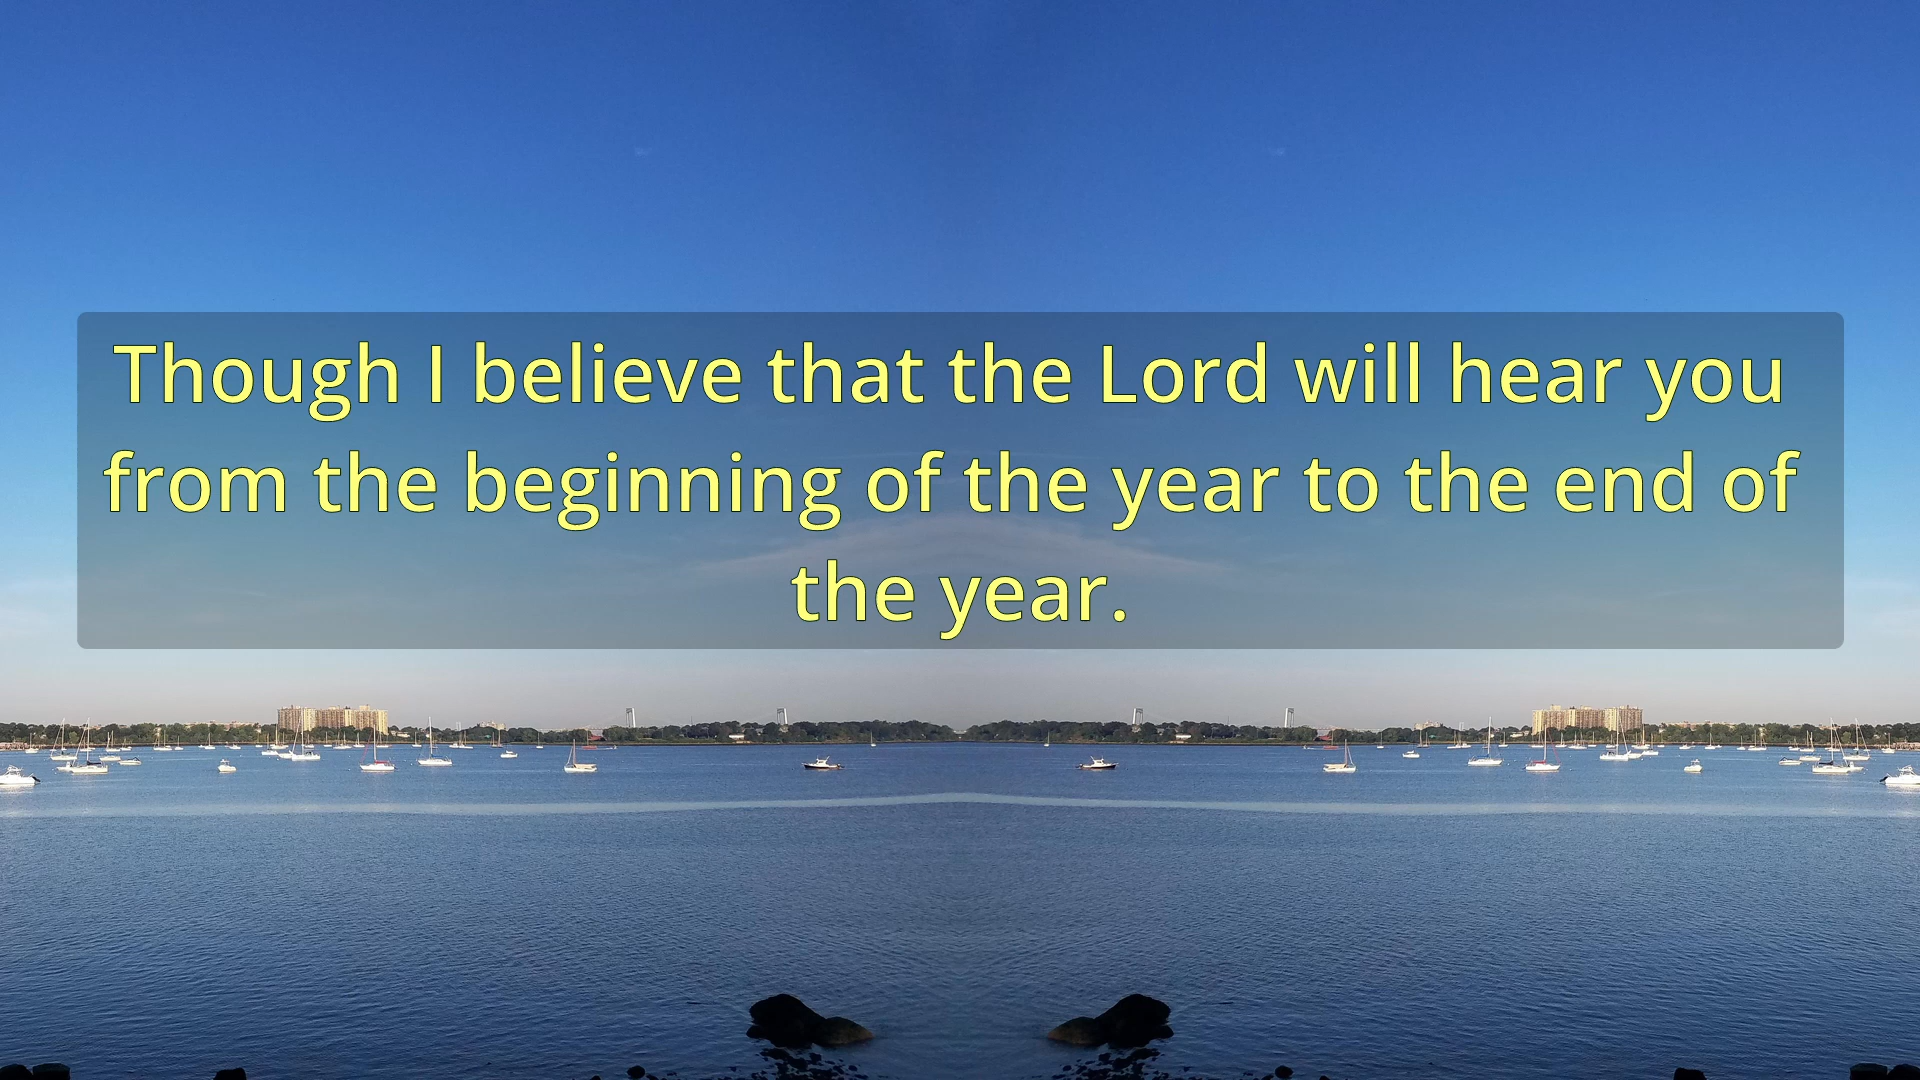 Though I believe that the Lord will hear you
from the beginning of the year to the end of
the year.